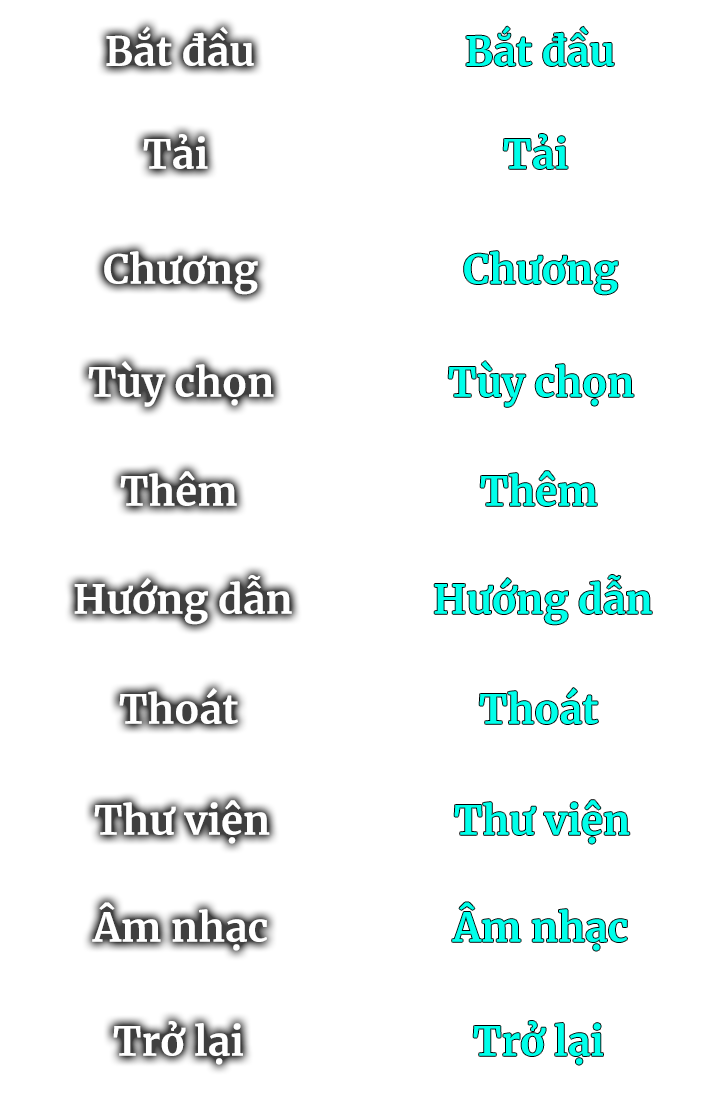 Bắt đầu Bắt đầu
Tải Tải
Chương Chương
Tùy chọn Tùy chọn
Thêm Thêm
Hướng dẫn Hướng dẫn
Thoát Thoát
Thư viện Thư viện
Âm nhạc Âm nhạc
Trở lại Trở lại